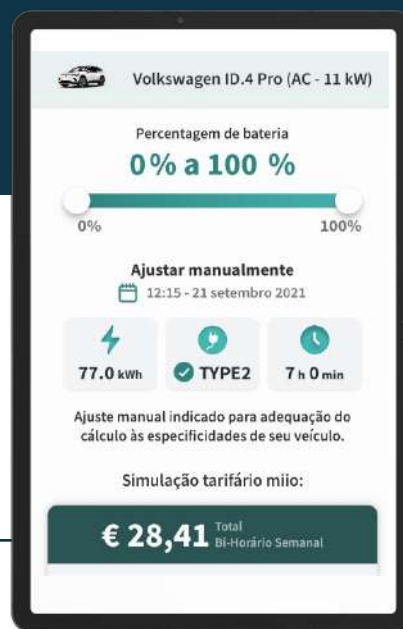 Volkswagen ID.4 Pro (AC - 11 kW)
Percentagem de bateria
0% a 100 %
0%
100%
Ajustar manualmente
12:15 - 21 setembro 2021
77.0 kWh
TYPE2
7 h 0 min
Ajuste manual indicado para adequação do
cálculo às especificidades de seu veículo.
Simulação tarifário miio:
€ 28,41 Total
Bi-Horário Semanal